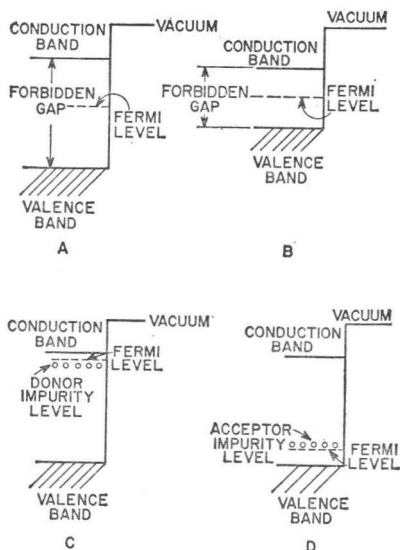 CONDUCTION
BAND
VACUUM
FORBIDDEN
GAP
FERMI
LEVEL
VALENCE
BAND
A
VACUUM
CONDUCTION
BAND
FORBIDDEN
GAP
FERMI
LEVEL
VALENCE
BAND
B
CONDUCTION
BAND
VACUUM
FERMI
LEVEL
DONOR
IMPURITY
LEVEL
VALENCE
BAND
C
VACUUM
CONDUCTION
BAND
ACCEPTOR
IMPURITY
LEVEL
FERMI
LEVEL
VALENCE
BAND
D